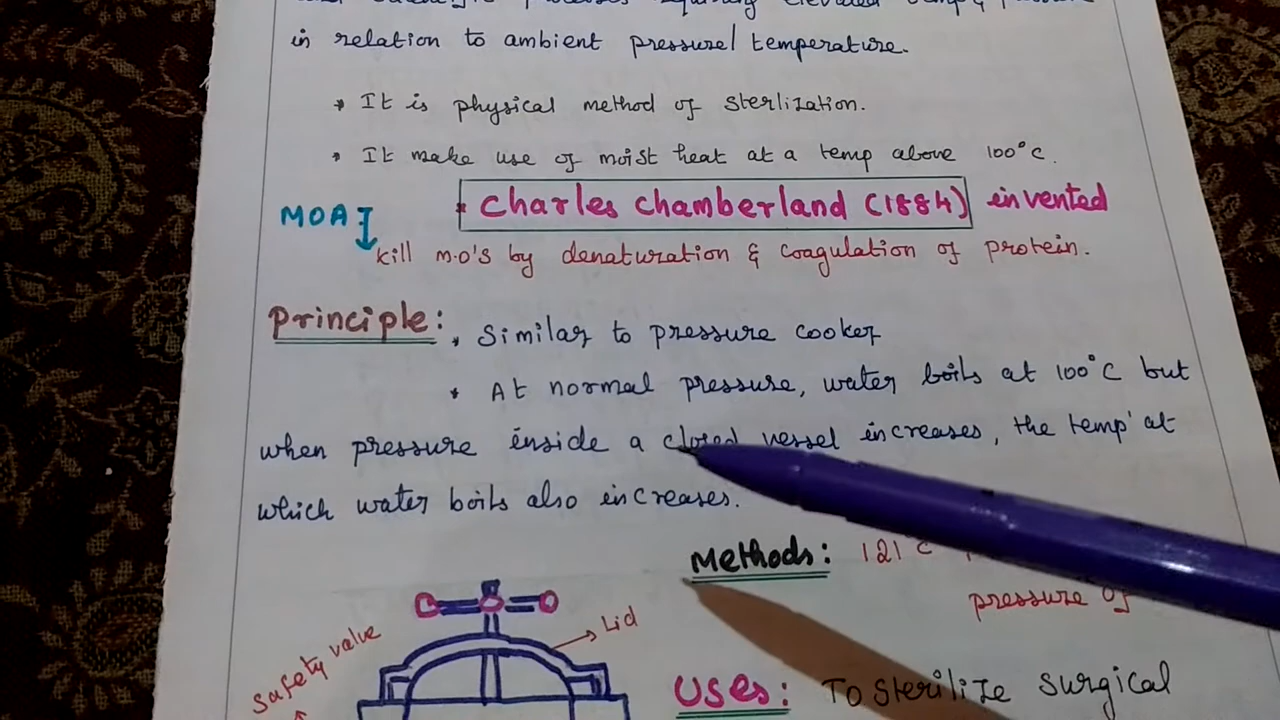 in relation to ambient pressure/ temperature.
* It is physical method of sterlization.
* It make use of moist heat at a temp above 100°C.
* Charles Chamberland (1884) invented
MOA
kill m.o's by denaturation & coagulation of protein.
Principle: * Similar to pressure cooker
* At normal pressure, water boils at 100°C but
when pressure inside a closed vessel increases, the temp' at
which water boils also increases.
Methods: 121°C
pressure of
Lid
Safety valve
Uses: To sterilize surgical